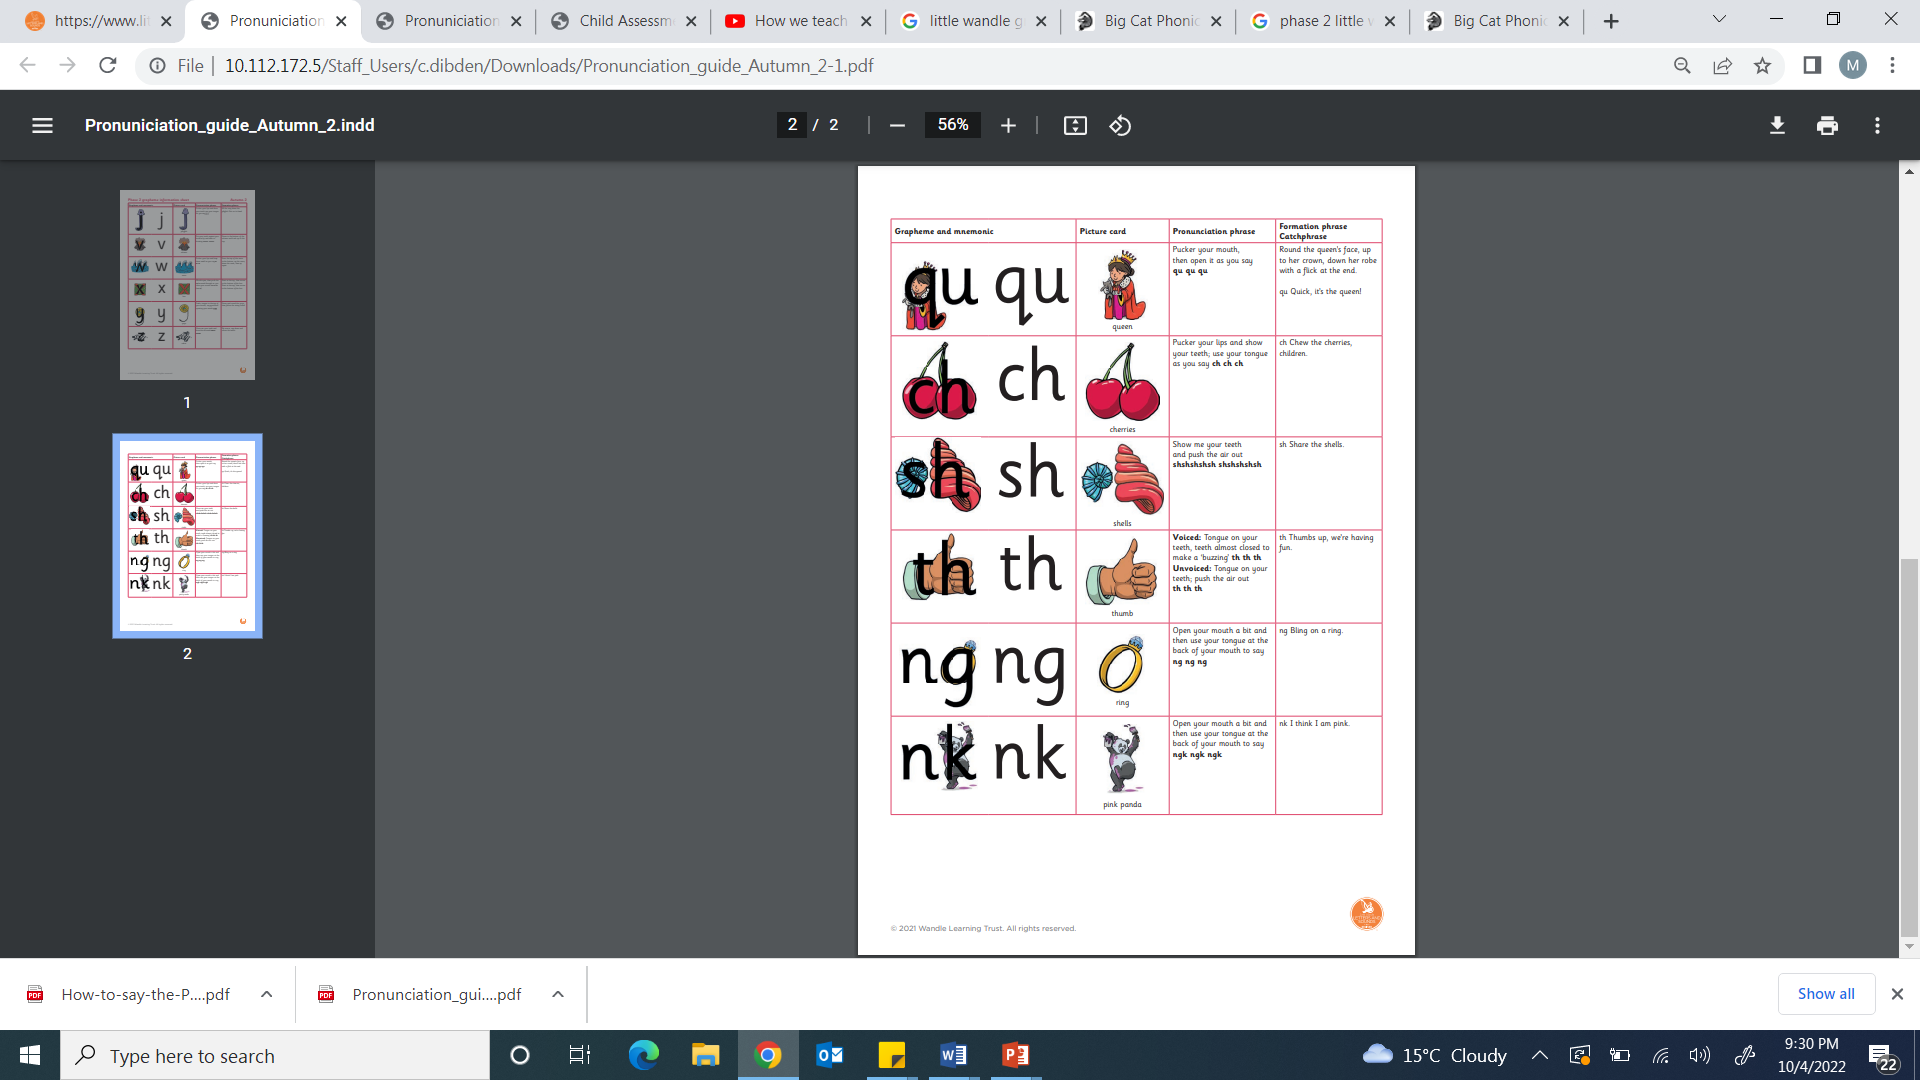 https://www.li
Pronunciation
Pronunciation
Child Assessm
How we teach
little wandle g
Big Cat Phonic
phase 2 little w
Big Cat Phonic
File
10.112.172.5/Staff_Users/c.dibden/Downloads/Pronunciation_guide_Autumn_2-1.pdf
M
Pronuniciation_guide_Autumn_2.indd
2 / 2
56%
1
2
Grapheme and mnemonic
Picture card
Pronunciation phrase
Formation phrase
Catchphrase
qu qu
queen
Pucker your mouth,
then open it as you say
qu qu qu
Round the queen's face, up
to her crown, down her robe
with a flick at the end.
qu Quick, it's the queen!
ch ch
cherries
Pucker your lips and show
your teeth; use your tongue
as you say ch ch ch
ch Chew the cherries,
children.
sh sh
shells
Show me your teeth
and push the air out
shshshshsh shshshshsh
sh Share the shells.
th th
thumb
Voiced: Tongue on your
teeth, teeth almost closed to
make a 'buzzing' th th th
Unvoiced: Tongue on your
teeth; push the air out
th th th
th Thumbs up, we're having
fun.
ng ng
ring
Open your mouth a bit and
then use your tongue at the
back of your mouth to say
ng ng ng
ng Bling on a ring.
nk nk
pink panda
Open your mouth a bit and
then use your tongue at the
back of your mouth to say
ngk ngk ngk
nk I think I am pink.
© 2021 Wandle Learning Trust. All rights reserved.
How-to-say-the-P....pdf
Pronunciation_gui....pdf
Show all
Type here to search
15°C Cloudy
9:30 PM
10/4/2022
22